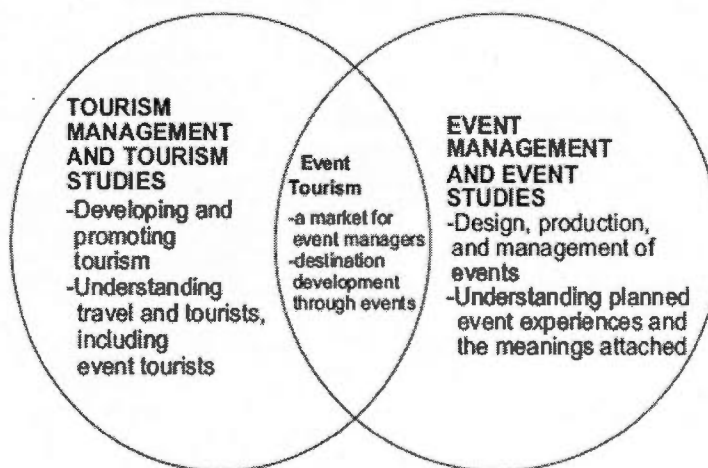 TOURISM
MANAGEMENT
AND TOURISM
STUDIES
-Developing and
promoting
tourism
-Understanding
travel and tourists,
including
event tourists
Event
Tourism
-a market for
event managers
-destination
development
through events
EVENT
MANAGEMENT
AND EVENT
STUDIES
-Design, production,
and management of
events
-Understanding planned
event experiences and
the meanings attached